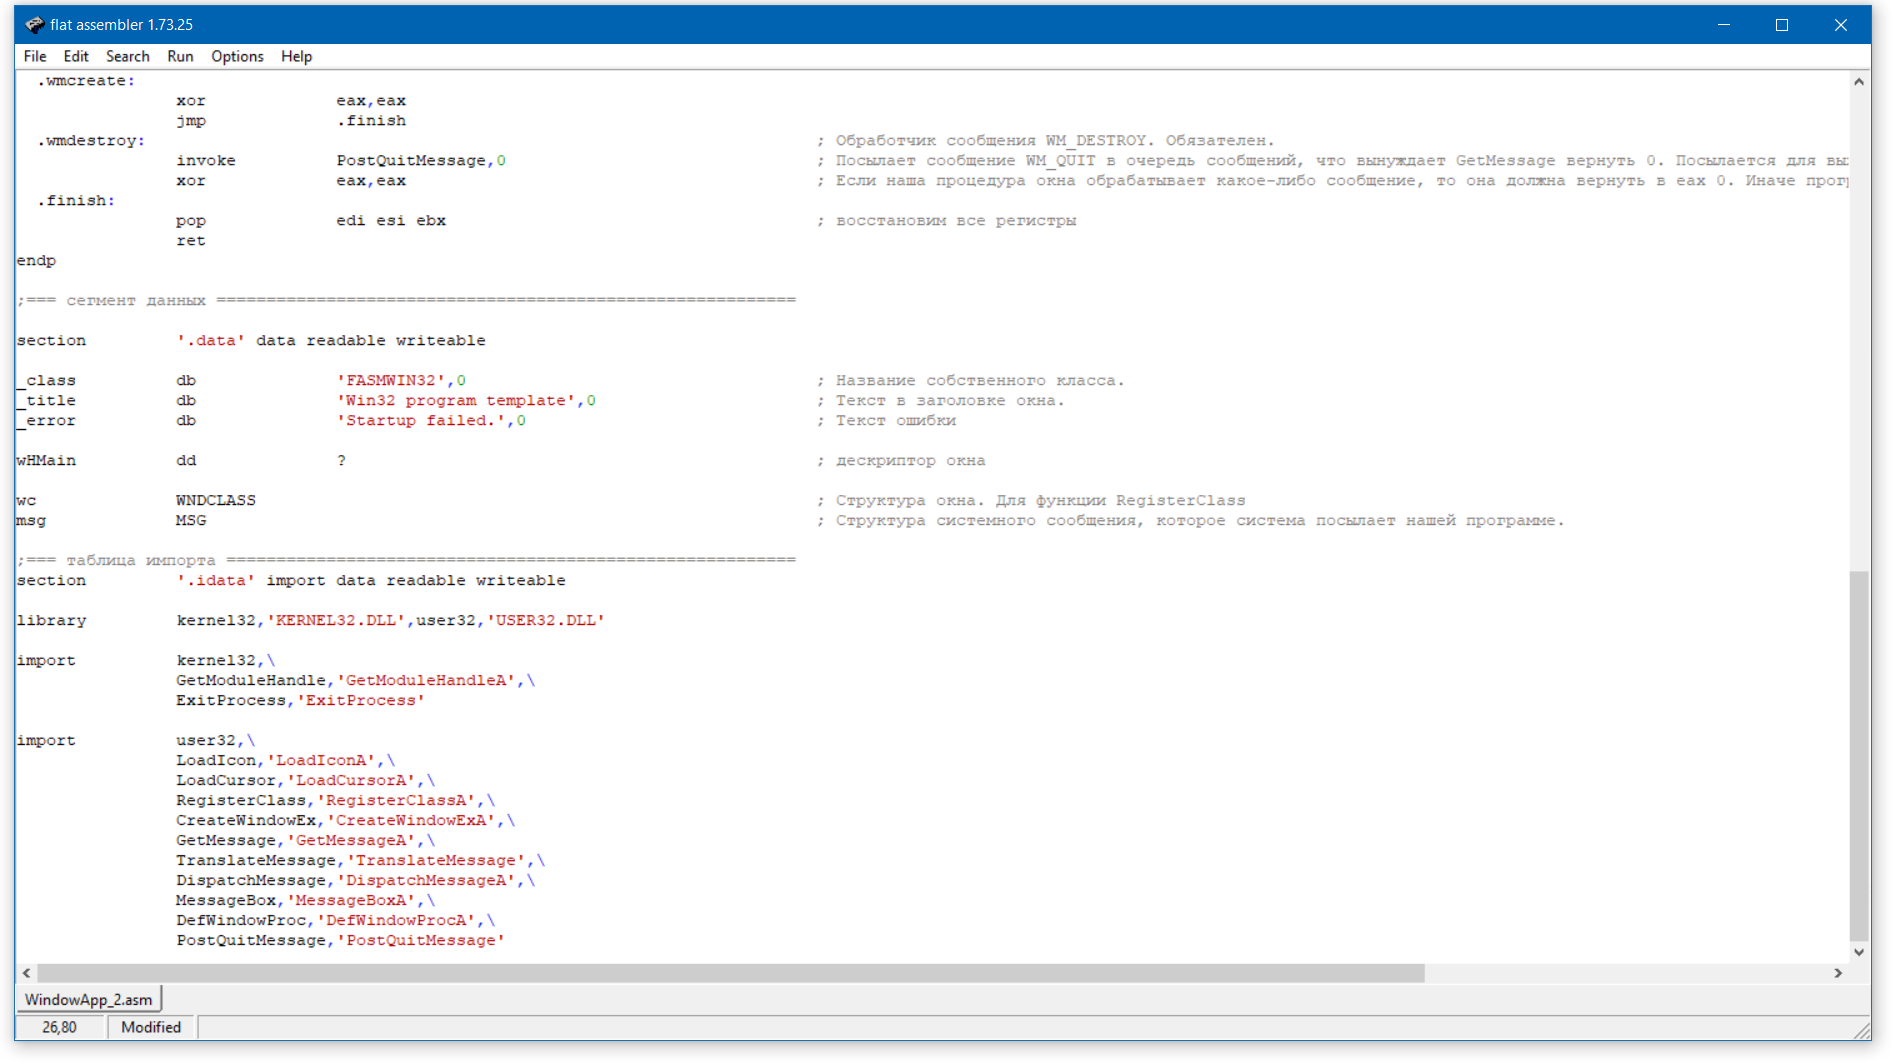 flat assembler 1.73.25
File Edit Search Run Options Help
.wmcreate:
xor eax,eax
jmp .finish
.wmdestroy: ; Обработчик сообщения WM_DESTROY. Обязателен.
invoke PostQuitMessage,0 ; Посылает сообщение WM_QUIT в очередь сообщений, что вынуждает GetMessage вернуть 0. Посылается для
xor eax,eax ; Если наша процедура окна обрабатывает какое-либо сообщение, то она должна вернуть в eax 0. Иначе
.finish:
pop edi esi ebx ; восстановим все регистры
ret
endp
;=== сегмент данных ==========================================================
section '.data' data readable writeable
_class db 'FASMWIN32',0 ; Название собственного класса.
_title db 'Win32 program template',0 ; Текст в заголовке окна.
_error db 'Startup failed.',0 ; Текст ошибки
wHMain dd ? ; дескриптор окна
wc WNDCLASS ; Структура окна. Для функции RegisterClass
msg MSG ; Структура системного сообщения, которое система посылает нашей программе.
;=== таблица импорта =========================================================
section '.idata' import data readable writeable
library kernel32,'KERNEL32.DLL',user32,'USER32.DLL'
import kernel32,\
GetModuleHandle,'GetModuleHandleA',\
ExitProcess,'ExitProcess'
import user32,\
LoadIcon,'LoadIconA',\
LoadCursor,'LoadCursorA',\
RegisterClass,'RegisterClassA',\
CreateWindowEx,'CreateWindowExA',\
GetMessage,'GetMessageA',\
TranslateMessage,'TranslateMessage',\
DispatchMessage,'DispatchMessageA',\
MessageBox,'MessageBoxA',\
DefWindowProc,'DefWindowProcA',\
PostQuitMessage,'PostQuitMessage'
WindowApp_2.asm
26,80 Modified